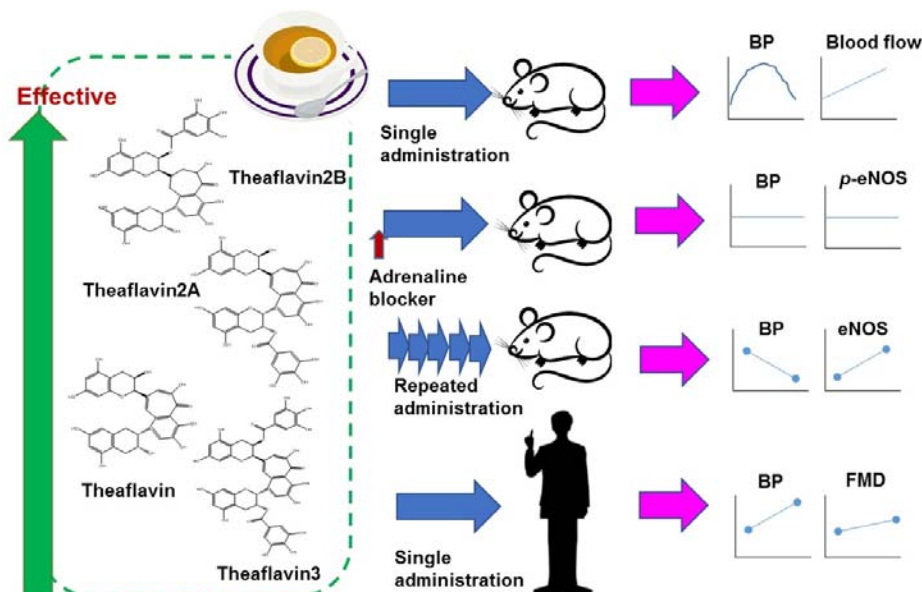 Effective
Theaflavin2B
Theaflavin2A
Theaflavin
Theaflavin3
Single
administration
BP
Blood flow
Adrenaline
blocker
BP
p-eNOS
Repeated
administration
BP
eNOS
Single
administration
BP
FMD